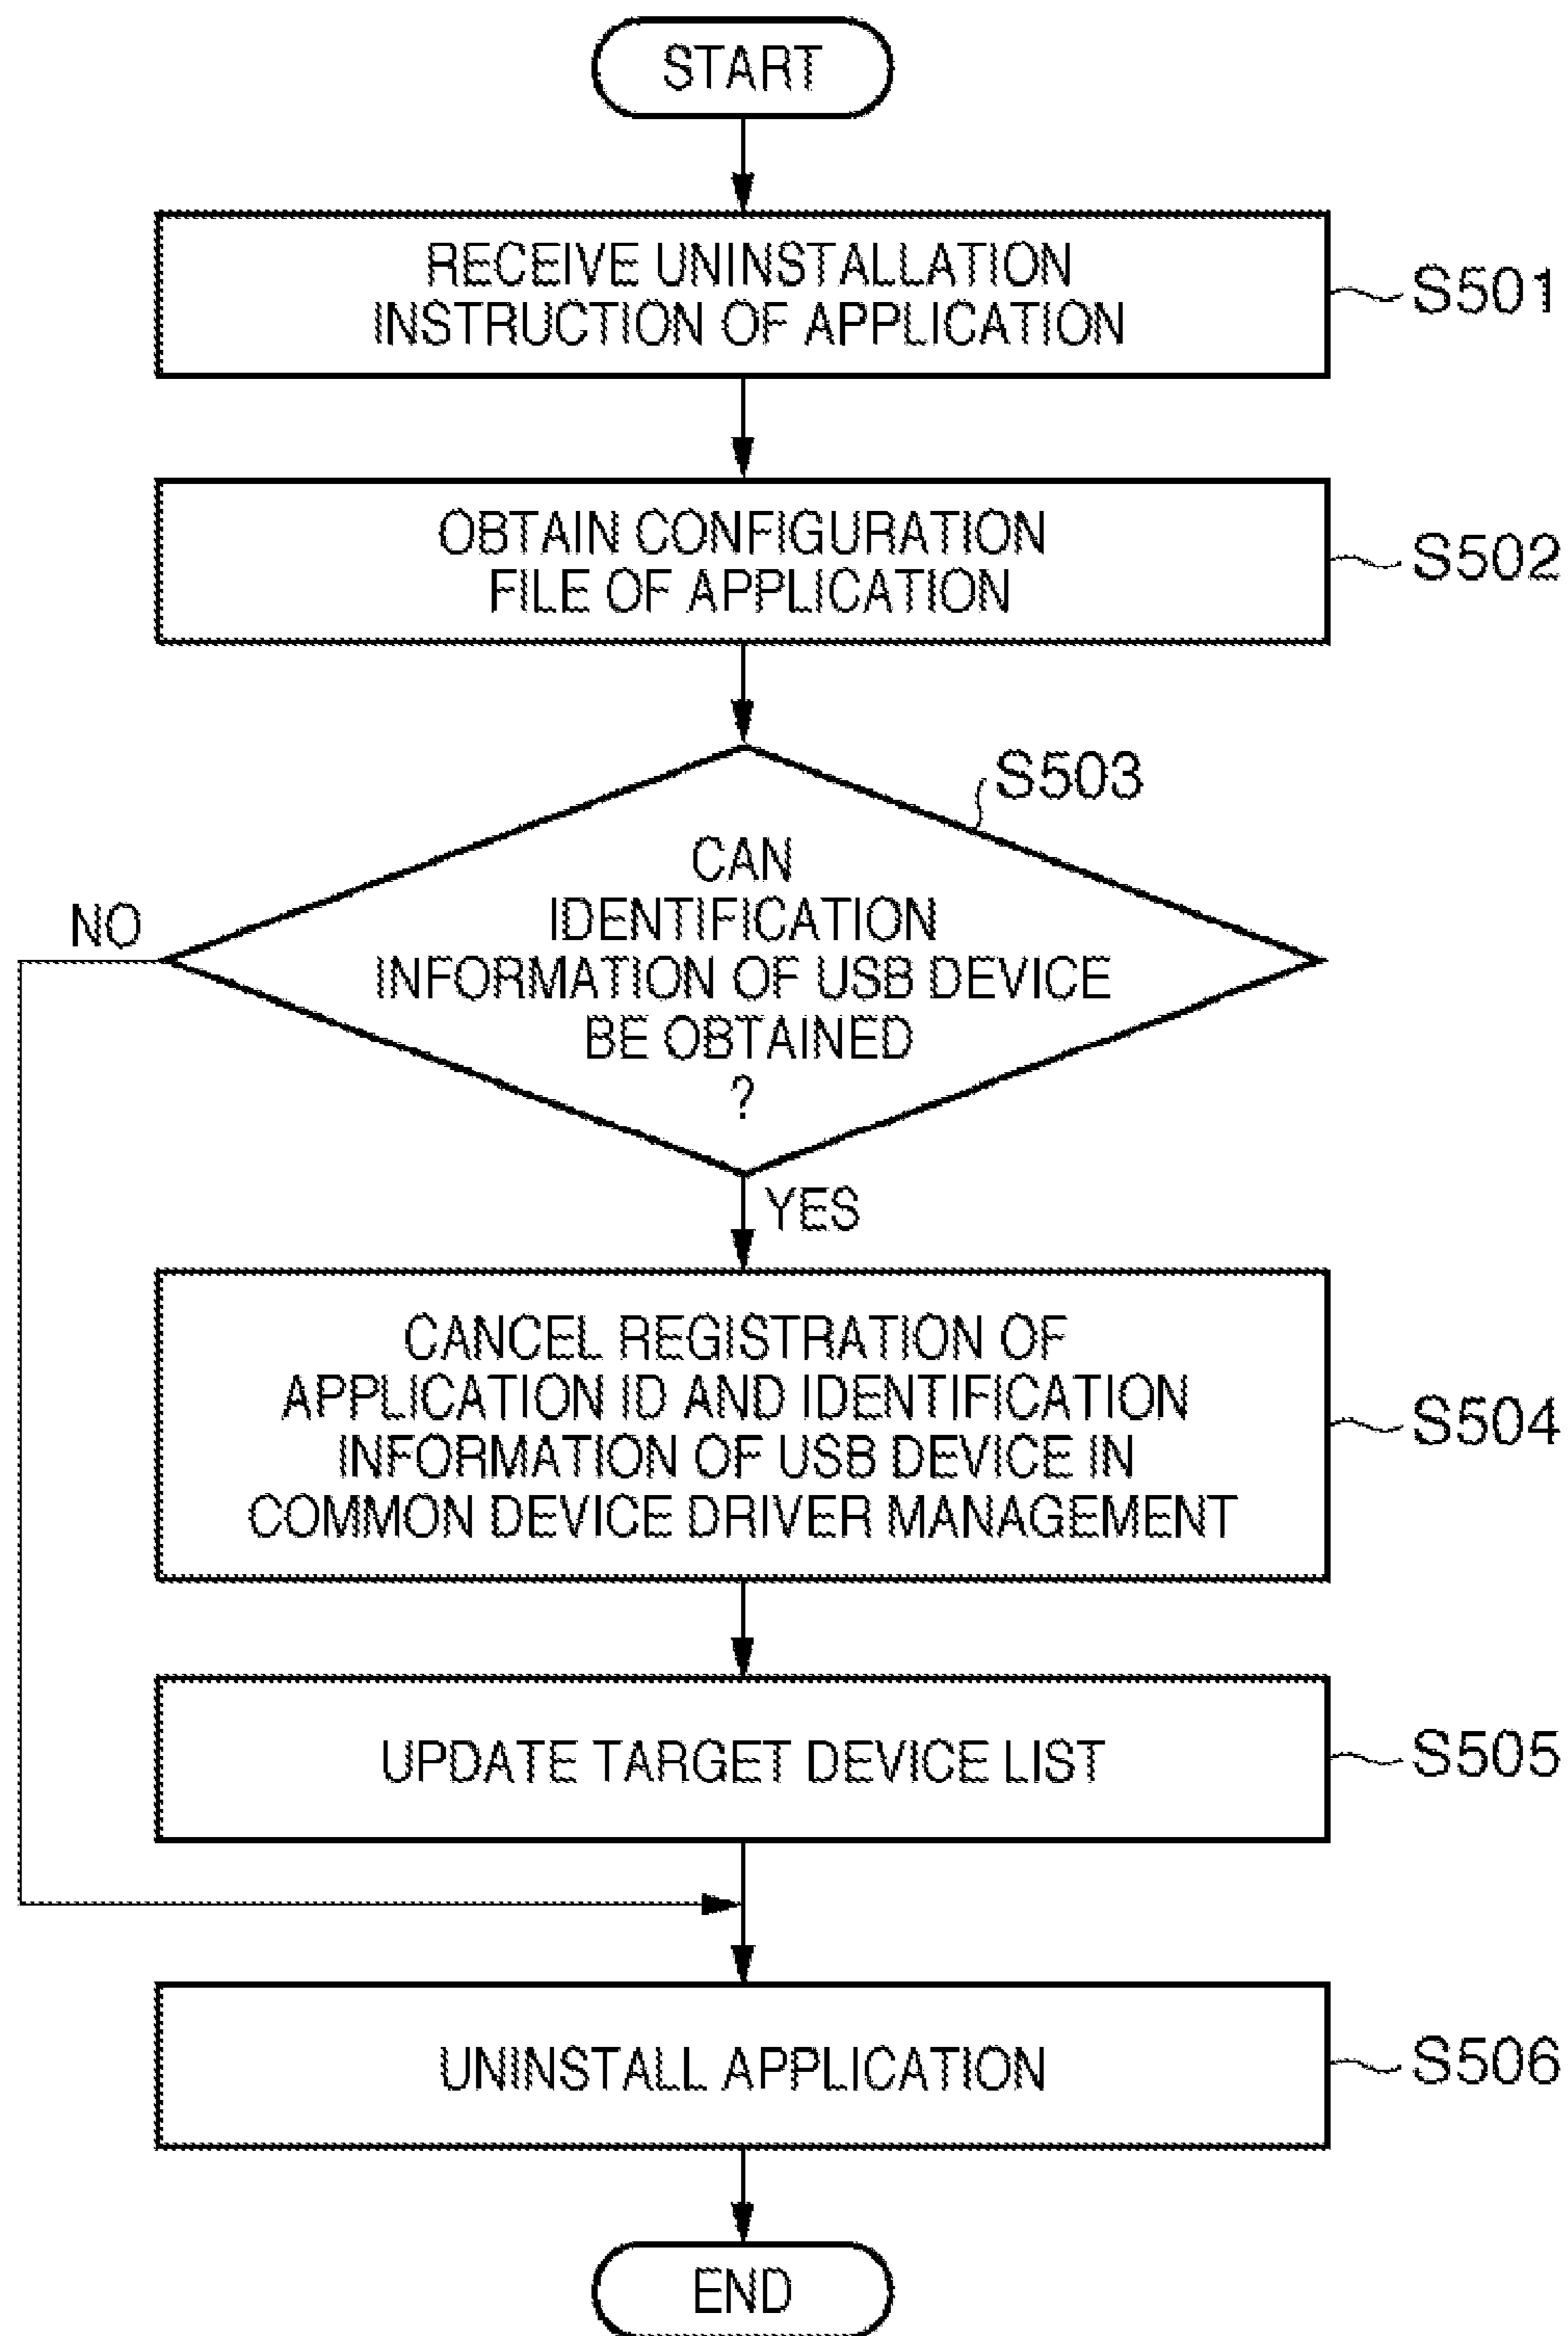 START
RECEIVE UNINSTALLATION
INSTRUCTION OF APPLICATION
S501
OBTAIN CONFIGURATION
FILE OF APPLICATION
S502
S503
CAN
IDENTIFICATION
INFORMATION OF USB DEVICE
BE OBTAINED
?
NO
YES
CANCEL REGISTRATION OF
APPLICATION ID AND IDENTIFICATION
INFORMATION OF USB DEVICE IN
COMMON DEVICE DRIVER MANAGEMENT
S504
UPDATE TARGET DEVICE LIST
S505
UNINSTALL APPLICATION
S506
END